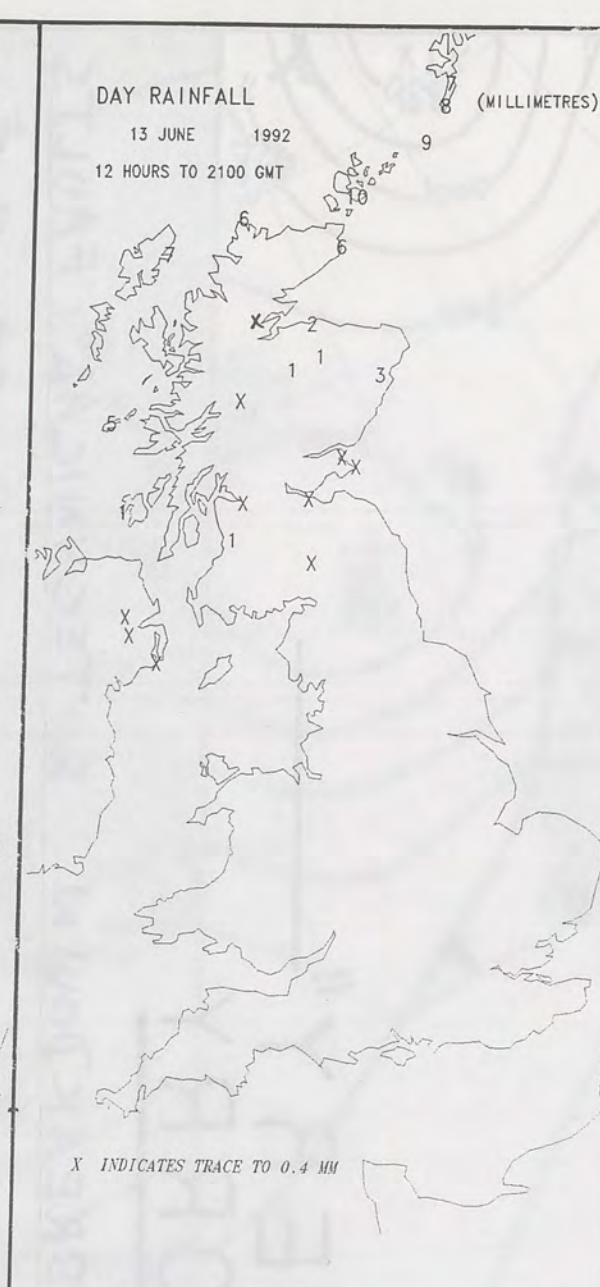 DAY RAINFALL
8 (MILLIMETRES)
13 JUNE 1992
9
12 HOURS TO 2100 GMT
10
6
6
X 2
1 1 3
X
5
X X
X X
1
1
X
X
X
X
X INDICATES TRACE TO 0.4 MM